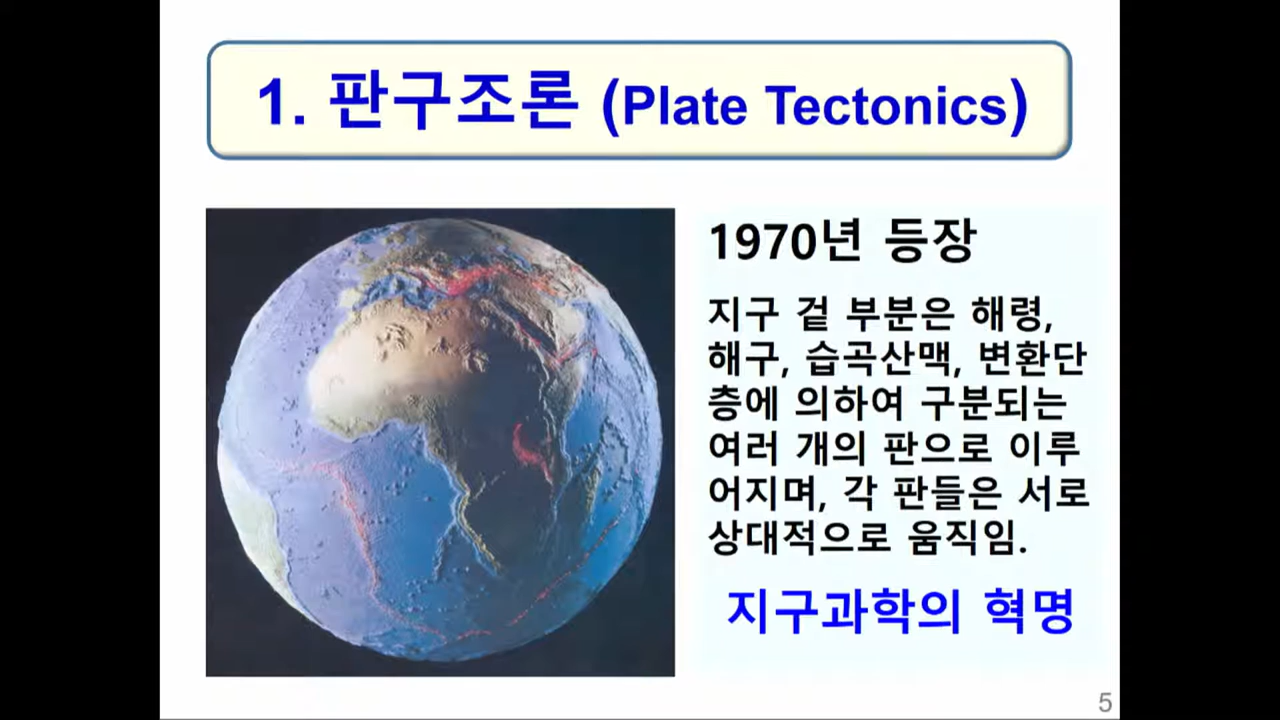 1. 판구조론 (Plate Tectonics)
1970년 등장
지구 겉 부분은 해령,
해구, 습곡산맥, 변환단
층에 의하여 구분되는
여러 개의 판으로 이루
어지며, 각 판들은 서로
상대적으로 움직임.
지구과학의 혁명
5